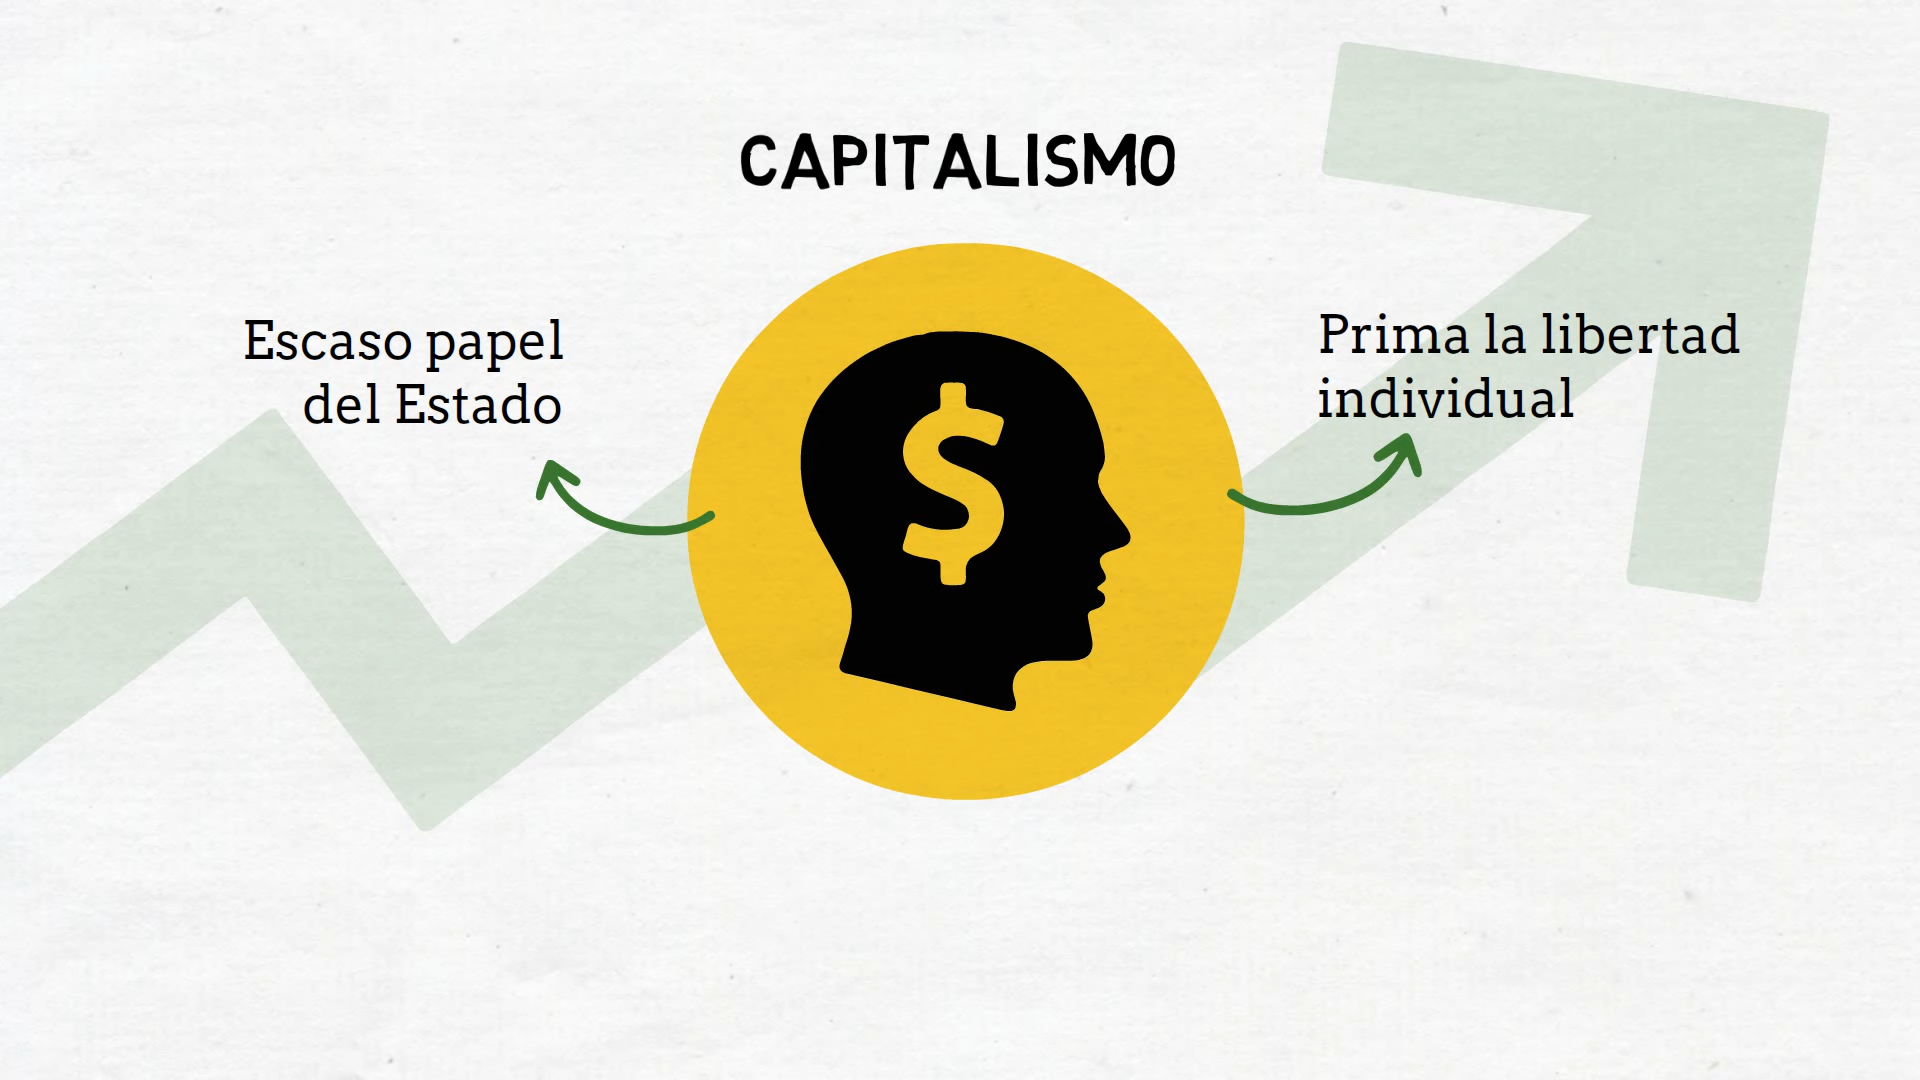 CAPITALISMO
Escaso papel
del Estado
Prima la libertad
individual
$